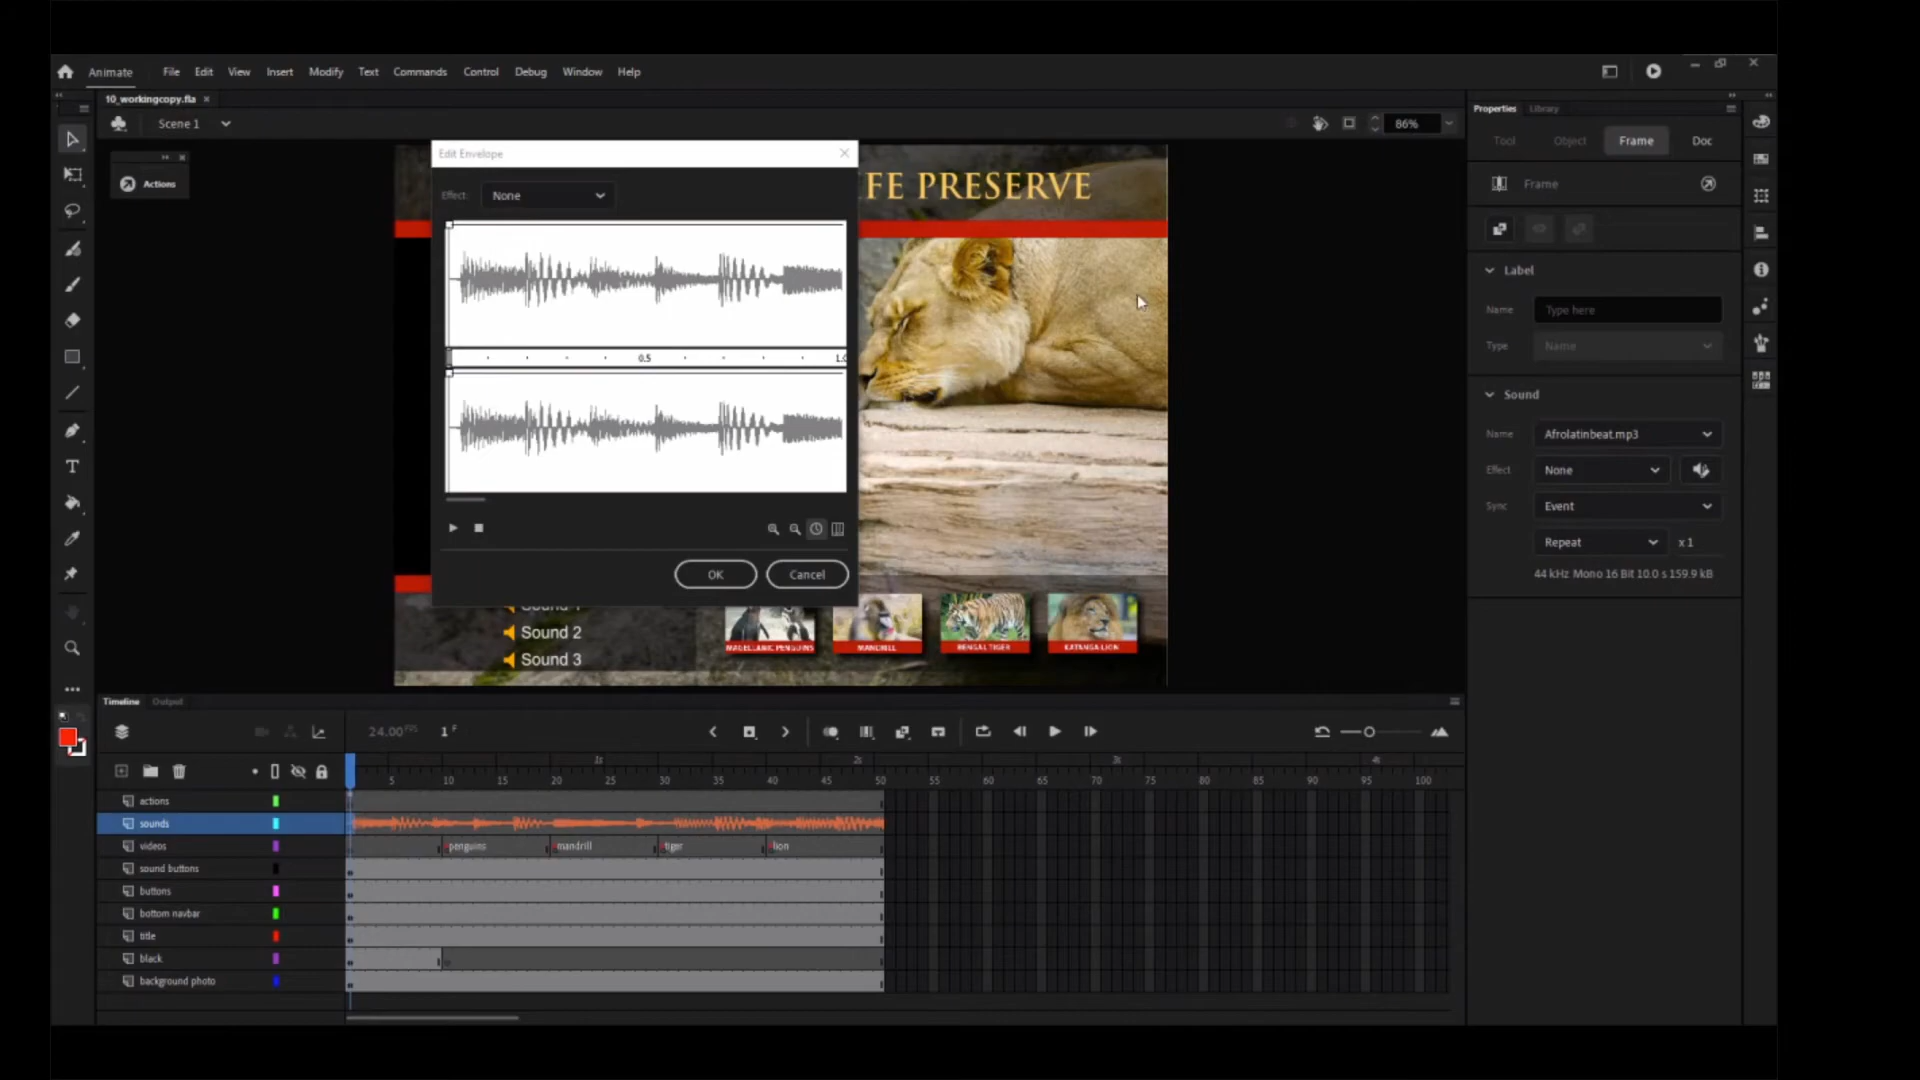 Animate File Edit View Insert Modify Text Commands Control Debug Window Help
10_workingcopy.fla
Scene 1
86%
Actions
Edit Envelope
Effect: None
0.5
OK Cancel
FE PRESERVE
Sound 2
Sound 3
MAGELLANIC PENGUINS
MANDRILL
BENGAL TIGER
KATANGA LION
Properties Library
Tool Object Frame Doc
Frame
Label
Name Type here
Type Name
Sound
Name Afrolatinbeat.mp3
Effect None
Sync Event
Repeat x 1
44 kHz Mono 16 Bit 10.0 s 159.9 kB
Timeline Output
24.00 FPS 1 F
1s 2s 3s 4s
5 10 15 20 25 30 35 40 45 50 55 60 65 70 75 80 85 90 95 100
actions
sounds
videos penguins mandrill tiger lion
sound buttons
buttons
bottom navbar
title
black
background photo